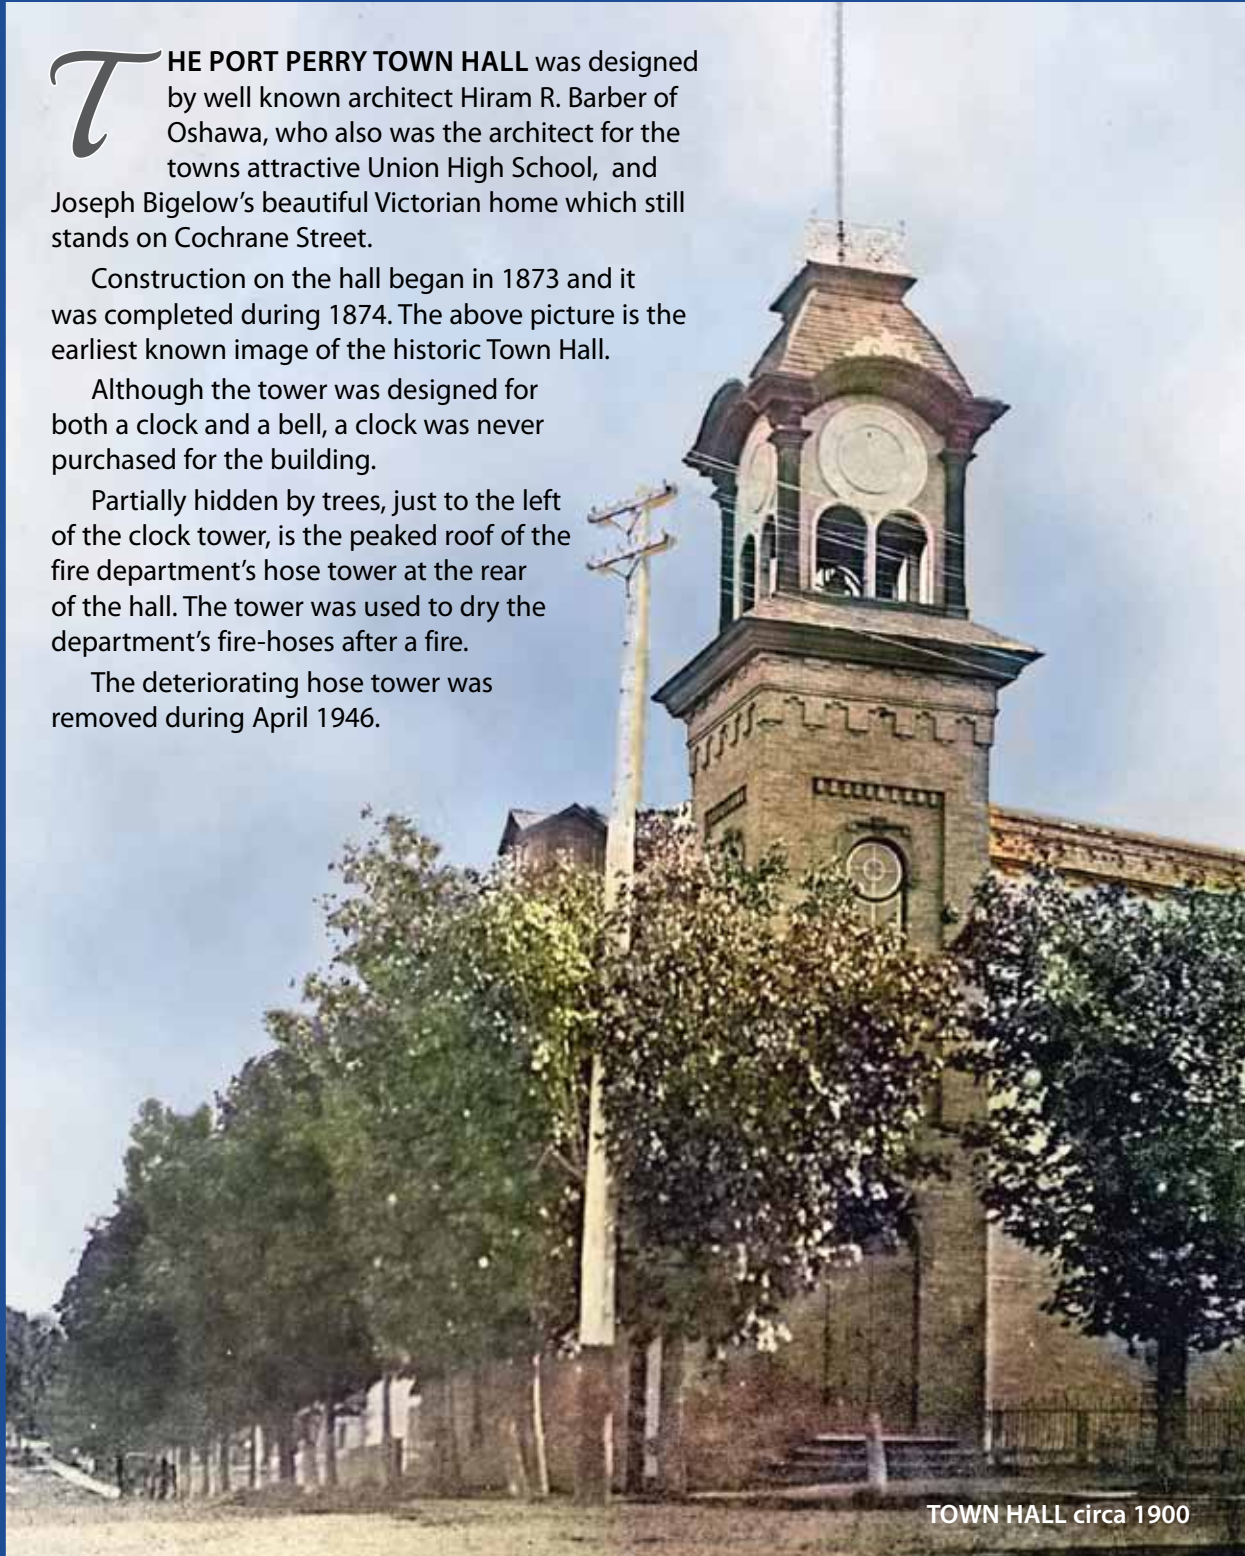 THE PORT PERRY TOWN HALL was designed
by well known architect Hiram R. Barber of
Oshawa, who also was the architect for the
towns attractive Union High School,  and
Joseph Bigelow’s beautiful Victorian home which still
stands on Cochrane Street.
Construction on the hall began in 1873 and it
was completed during 1874. The above picture is the
earliest known image of the historic Town Hall.
Although the tower was designed for
both a clock and a bell, a clock was never
purchased for the building.
Partially hidden by trees, just to the left
of the clock tower, is the peaked roof of the
fire department’s hose tower at the rear
of the hall. The tower was used to dry the
department’s fire-hoses after a fire.
The deteriorating hose tower was
removed during April 1946.
TOWN HALL circa 1900